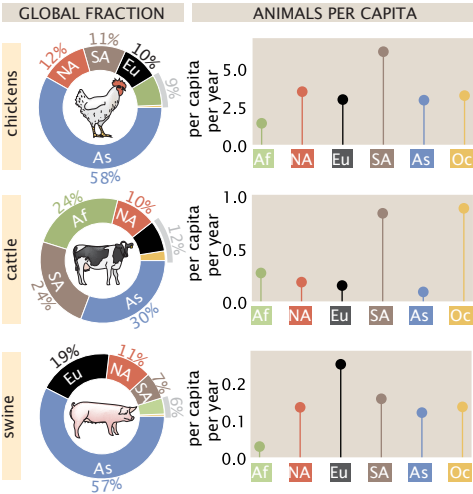 GLOBAL FRACTION
ANIMALS PER CAPITA
chickens
11%
12%
10%
9%
NA
SA
Eu
As
58%
per capita
per year
5.0
2.5
0.0
Af
NA
Eu
SA
As
Oc
cattle
24%
10%
12%
Af
NA
SA
24%
As
30%
per capita
per year
1.0
0.5
0.0
Af
NA
Eu
SA
As
Oc
swine
19%
11%
7%
6%
Eu
NA
SA
As
57%
per capita
per year
0.2
0.1
0.0
Af
NA
Eu
SA
As
Oc